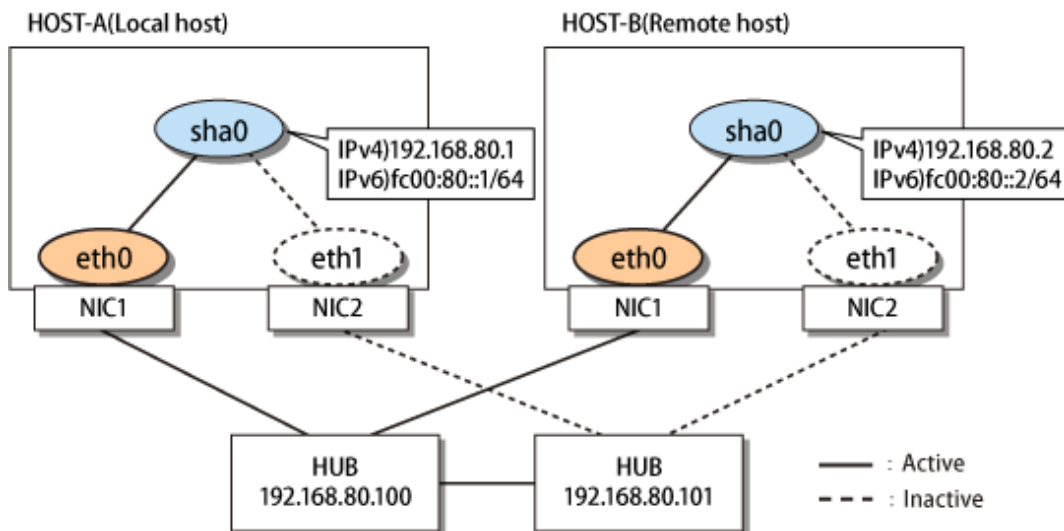 HOST-A(Local host)
HOST-B(Remote host)
sha0
IPv4)192.168.80.1
IPv6)fc00:80::1/64
sha0
IPv4)192.168.80.2
IPv6)fc00:80::2/64
eth0
eth1
eth0
eth1
NIC1
NIC2
NIC1
NIC2
HUB
192.168.80.100
HUB
192.168.80.101
: Active
: Inactive